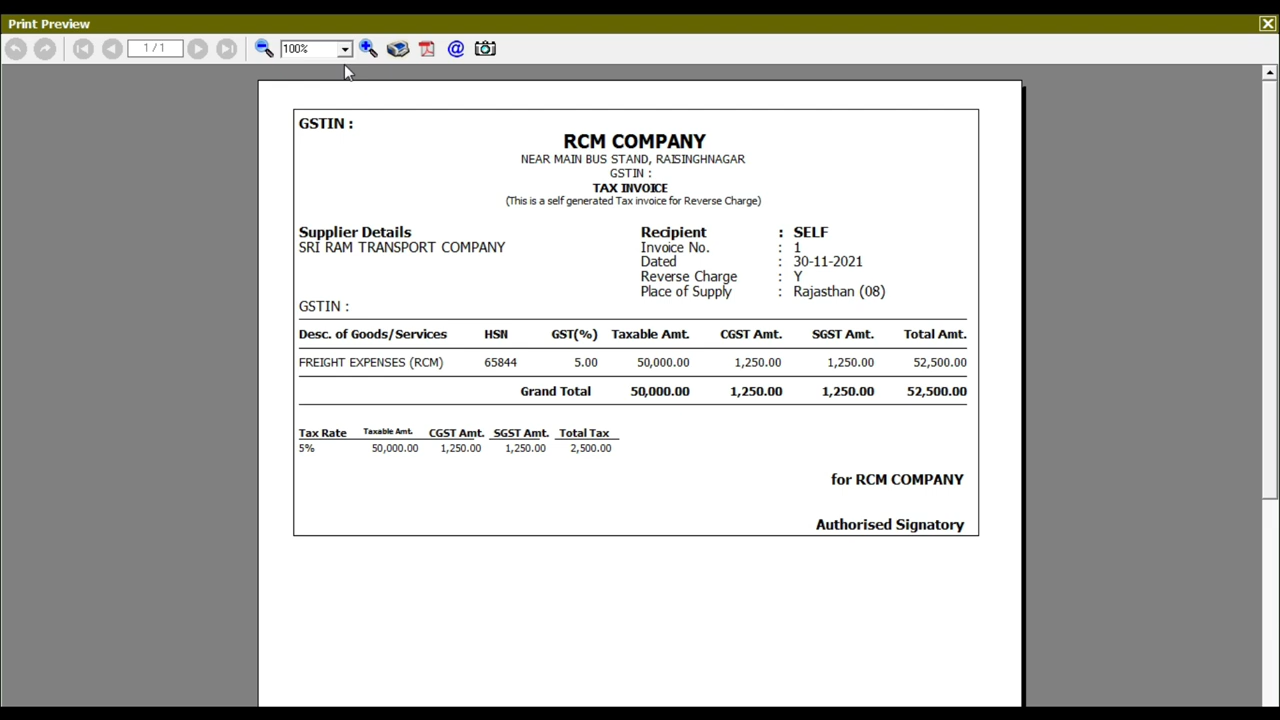 Print Preview
1 / 1
100%
GSTIN :
RCM COMPANY
NEAR MAIN BUS STAND, RAISINGHNAGAR
GSTIN :
TAX INVOICE
(This is a self generated Tax invoice for Reverse Charge)
Supplier Details Recipient : SELF
SRI RAM TRANSPORT COMPANY Invoice No. : 1
Dated : 30-11-2021
Reverse Charge : Y
Place of Supply : Rajasthan (08)
GSTIN :
Desc. of Goods/Services HSN GST(%) Taxable Amt. CGST Amt. SGST Amt. Total Amt.
FREIGHT EXPENSES (RCM) 65844 5.00 50,000.00 1,250.00 1,250.00 52,500.00
Grand Total 50,000.00 1,250.00 1,250.00 52,500.00
Tax Rate Taxable Amt. CGST Amt. SGST Amt. Total Tax
5% 50,000.00 1,250.00 1,250.00 2,500.00
for RCM COMPANY
Authorised Signatory